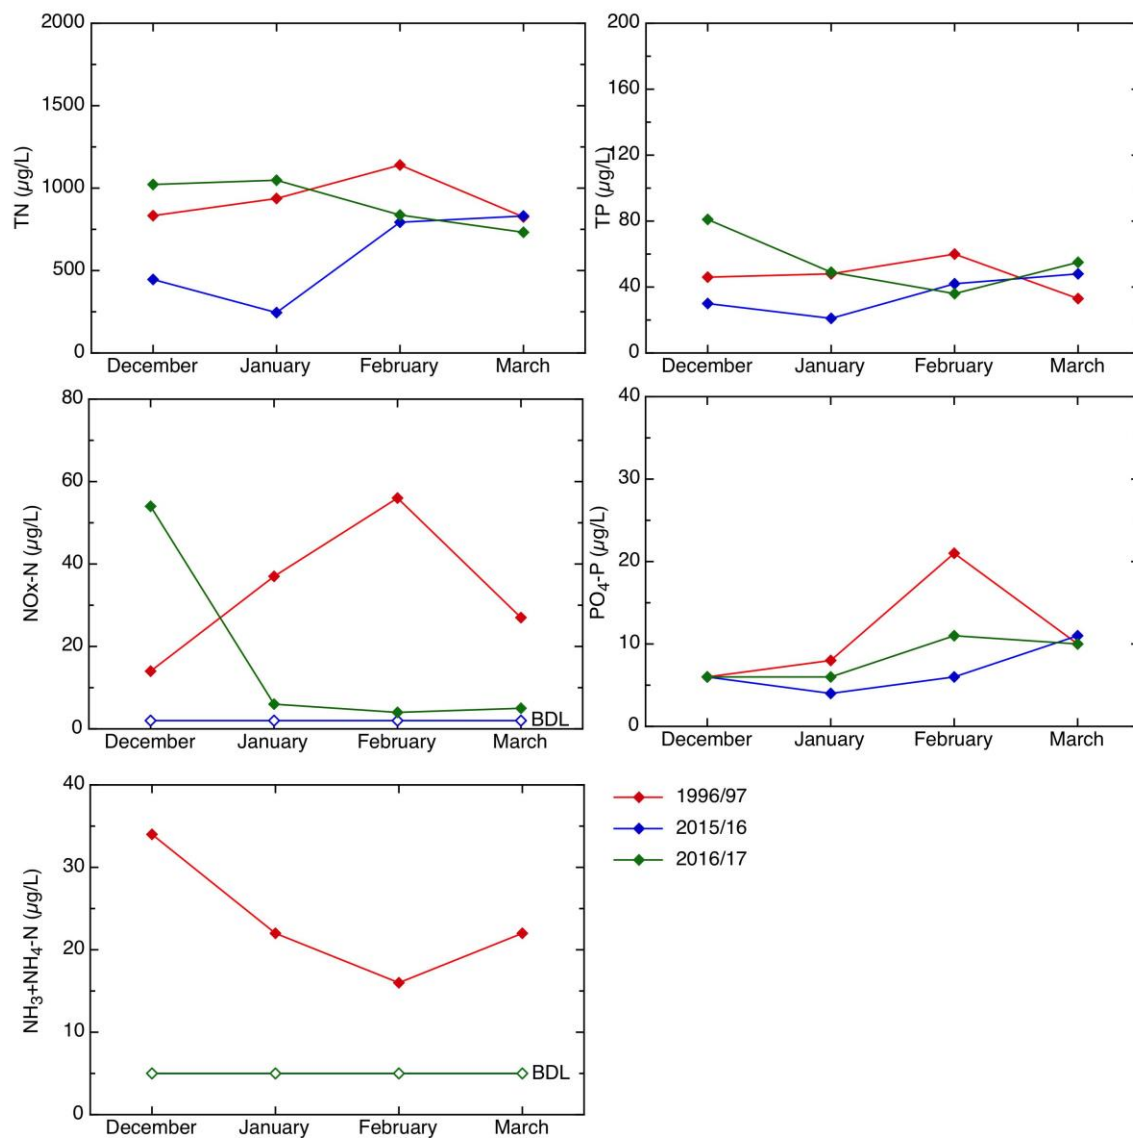 2000
1500
1000
500
0
TN (µg/L)
December January February March
200
160
120
80
40
0
TP (µg/L)
December January February March
80
60
40
20
0
NOx-N (µg/L)
BDL
December January February March
40
30
20
10
0
PO₄-P (µg/L)
December January February March
40
30
20
10
0
NH₃+NH₄-N (µg/L)
BDL
December January February March
1996/97
2015/16
2016/17